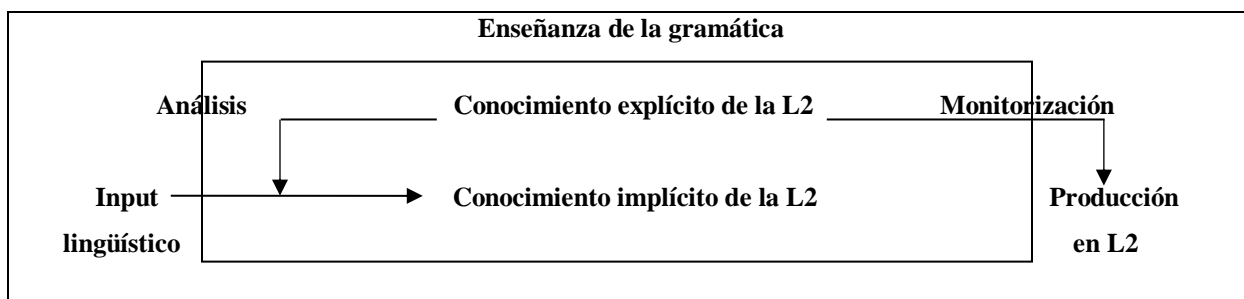 Enseñanza de la gramática
Análisis Conocimiento explícito de la L2 Monitorización
Input Conocimiento implícito de la L2 Producción
lingüístico en L2